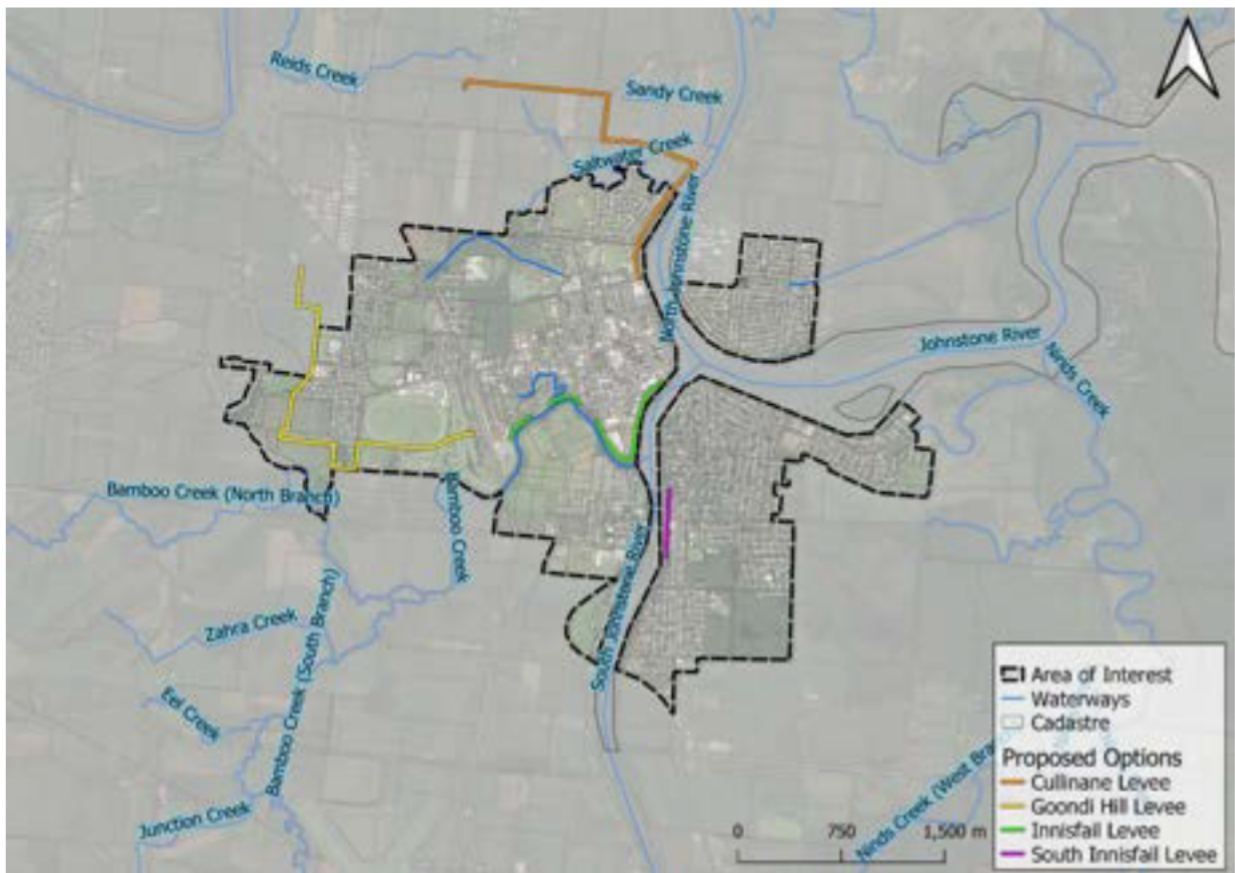 Reids Creek
Sandy Creek
Saltwater Creek
North Johnstone River
Johnstone River
Ninds Creek
Bamboo Creek (North Branch)
Bamboo Creek
South Johnstone River
Zahra Creek
Bamboo Creek (South Branch)
Eel Creek
Junction Creek
Ninds Creek (West Bra
Area of Interest
Waterways
Cadastre
Proposed Options
Cullinane Levee
Goondi Hill Levee
Innisfail Levee
South Innisfail Levee
0 750 1,500 m